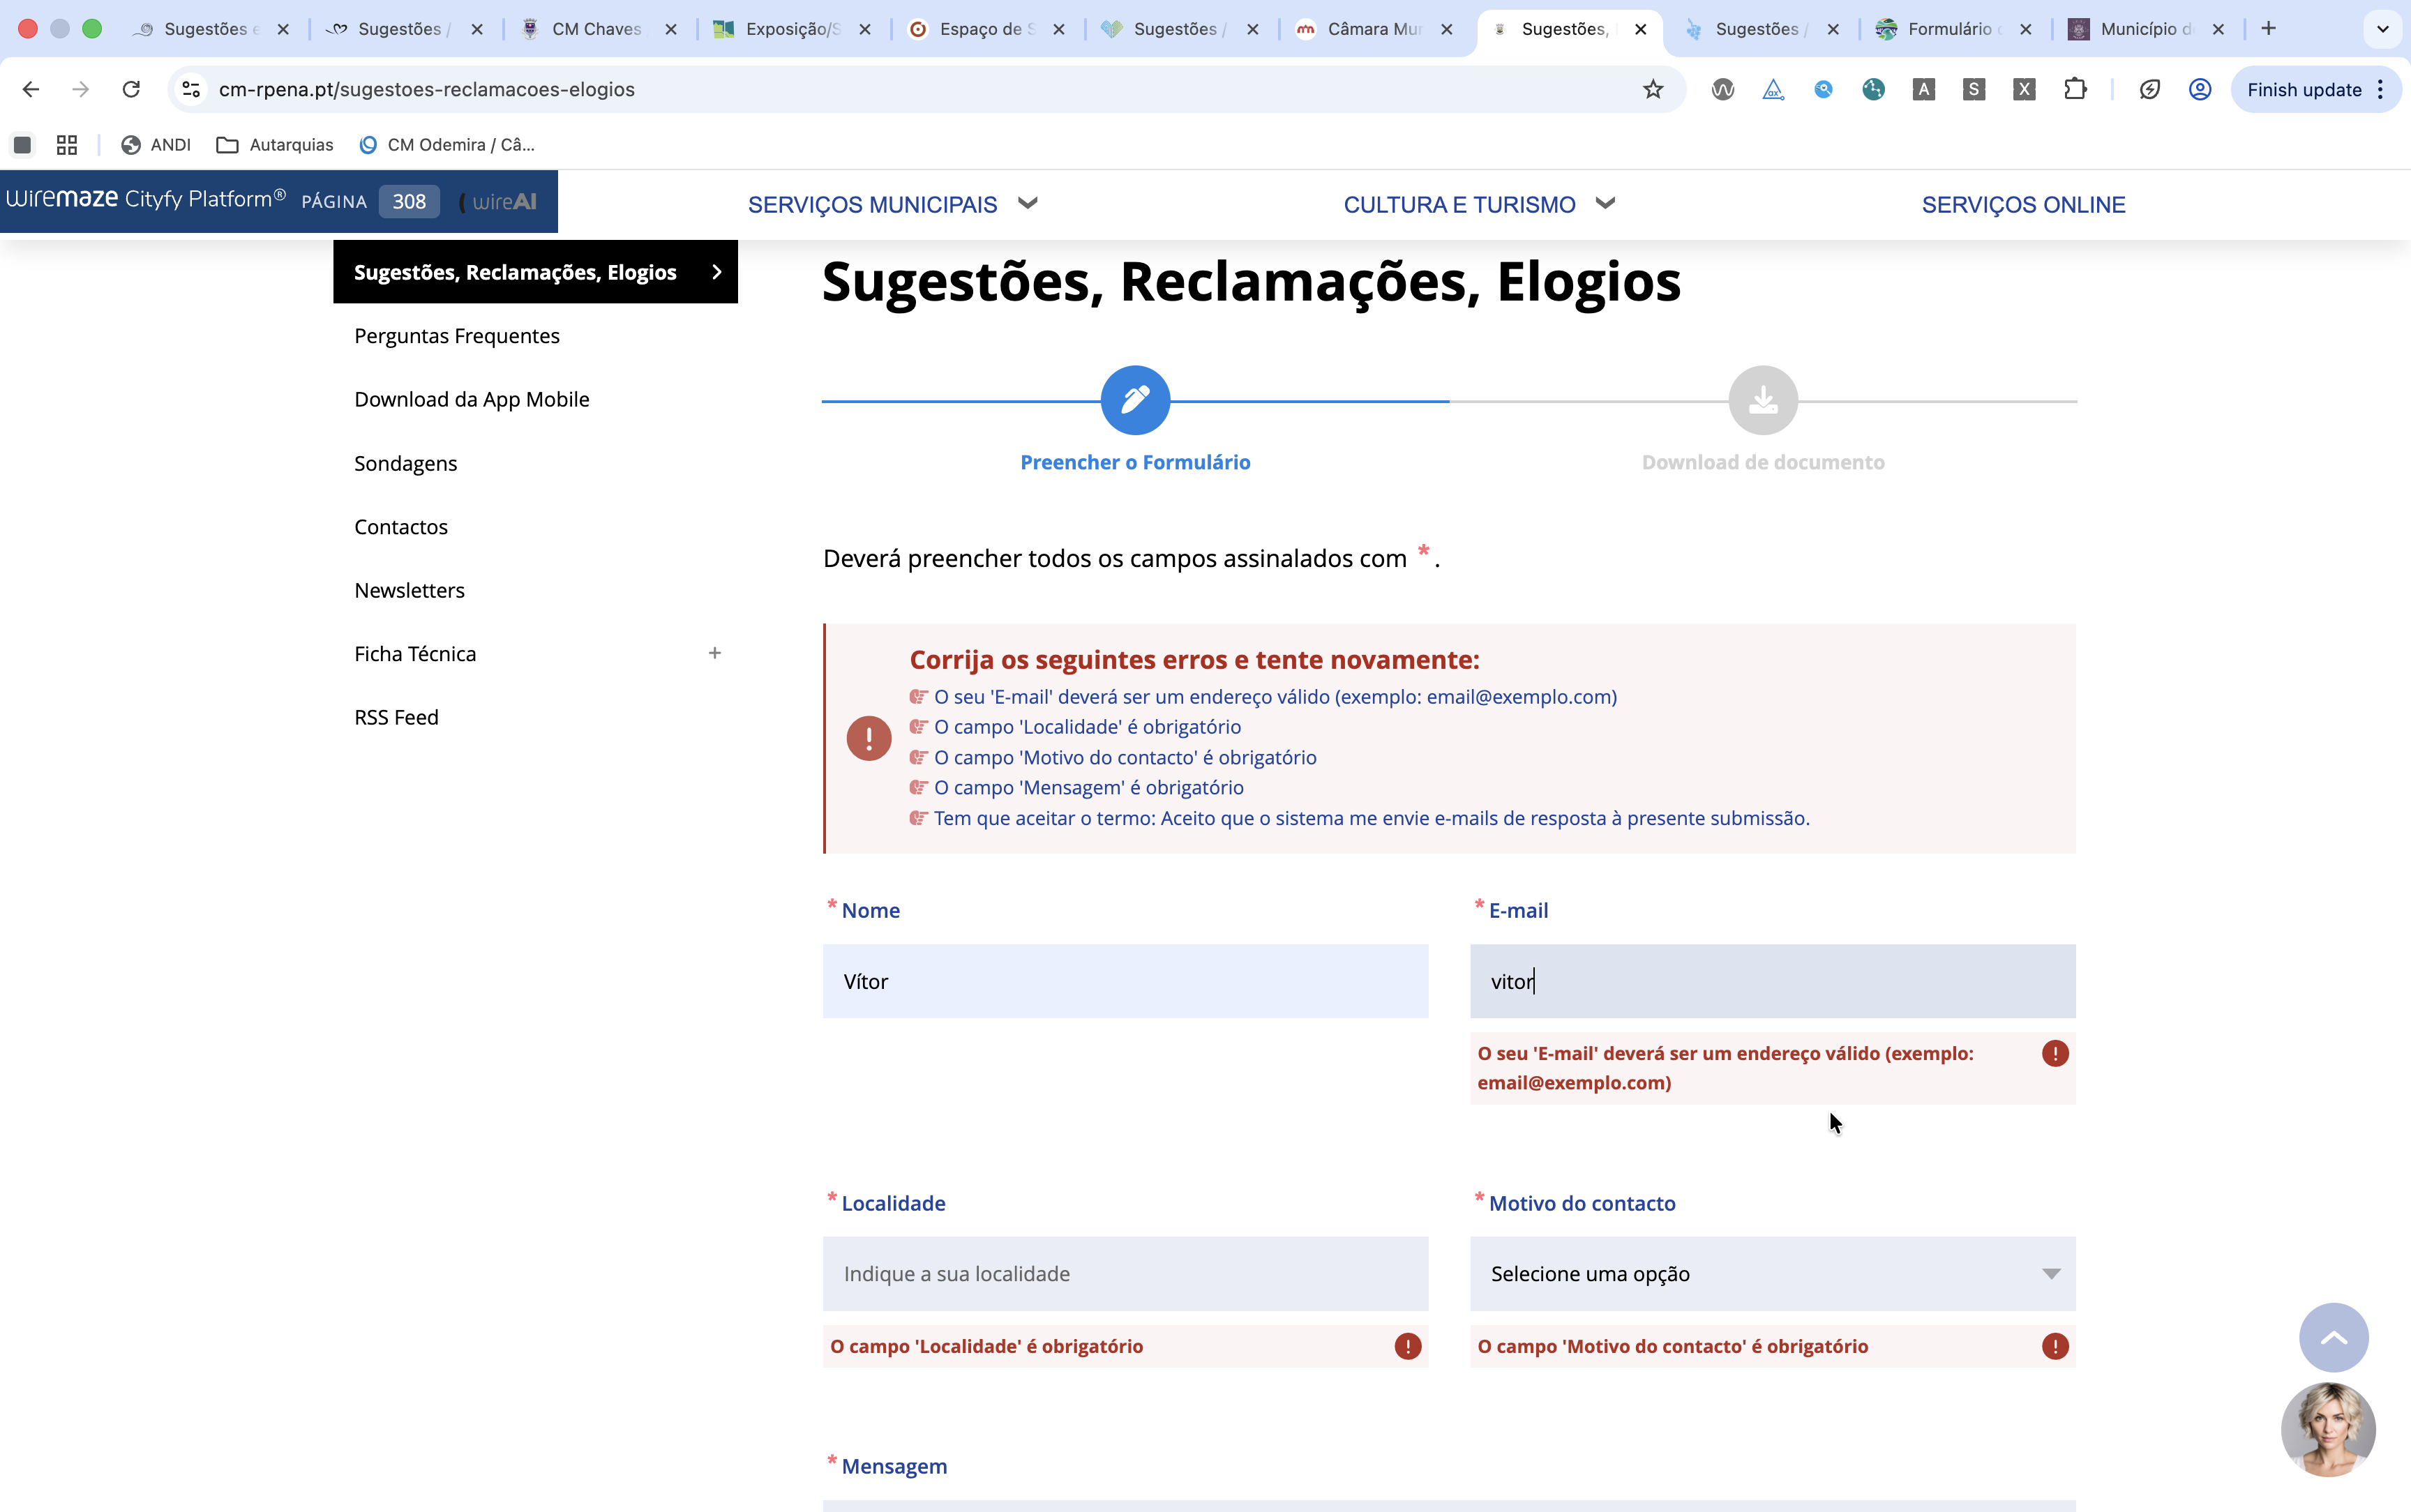 Sugestões e
Sugestões /
CM Chaves
Exposição/S
Espaço de S
Sugestões /
Câmara Mun
Sugestões,
Sugestões /
Formulário d
Município d
cm-rpena.pt/sugestoes-reclamacoes-elogios
A
S
X
Finish update
ANDI
Autarquias
CM Odemira / Câ...
wiremaze Cityfy Platform® PÁGINA 308 wireAI
SERVIÇOS MUNICIPAIS
CULTURA E TURISMO
SERVIÇOS ONLINE
Sugestões, Reclamações, Elogios
Perguntas Frequentes
Download da App Mobile
Sondagens
Contactos
Newsletters
Ficha Técnica +
RSS Feed
Sugestões, Reclamações, Elogios
Preencher o Formulário
Download de documento
Deverá preencher todos os campos assinalados com * .
Corrija os seguintes erros e tente novamente:
O seu 'E-mail' deverá ser um endereço válido (exemplo: email@exemplo.com)
O campo 'Localidade' é obrigatório
O campo 'Motivo do contacto' é obrigatório
O campo 'Mensagem' é obrigatório
Tem que aceitar o termo: Aceito que o sistema me envie e-mails de resposta à presente submissão.
* Nome
Vítor
* E-mail
vitor
O seu 'E-mail' deverá ser um endereço válido (exemplo:
email@exemplo.com)
* Localidade
Indique a sua localidade
O campo 'Localidade' é obrigatório
* Motivo do contacto
Selecione uma opção
O campo 'Motivo do contacto' é obrigatório
* Mensagem